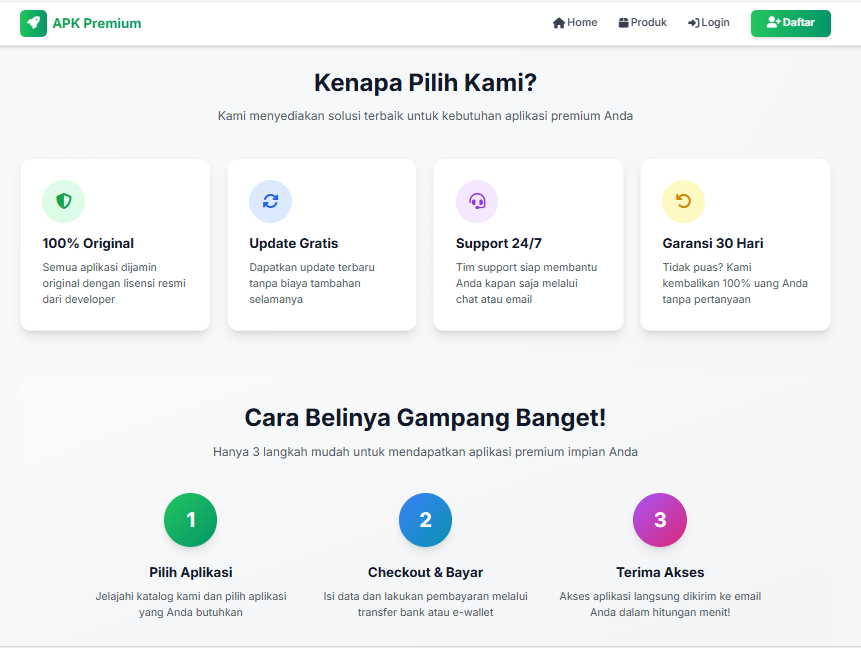 APK Premium
Home
Produk
Login
Daftar
Kenapa Pilih Kami?
Kami menyediakan solusi terbaik untuk kebutuhan aplikasi premium Anda
100% Original
Semua aplikasi dijamin
original dengan lisensi resmi
dari developer
Update Gratis
Dapatkan update terbaru
tanpa biaya tambahan
selamanya
Support 24/7
Tim support siap membantu
Anda kapan saja melalui
chat atau email
Garansi 30 Hari
Tidak puas? Kami
kembalikan 100% uang Anda
tanpa pertanyaan
Cara Belinya Gampang Banget!
Hanya 3 langkah mudah untuk mendapatkan aplikasi premium impian Anda
1
Pilih Aplikasi
Jelajahi katalog kami dan pilih aplikasi
yang Anda butuhkan
2
Checkout & Bayar
Isi data dan lakukan pembayaran melalui
transfer bank atau e-wallet
3
Terima Akses
Akses aplikasi langsung dikirim ke email
Anda dalam hitungan menit!